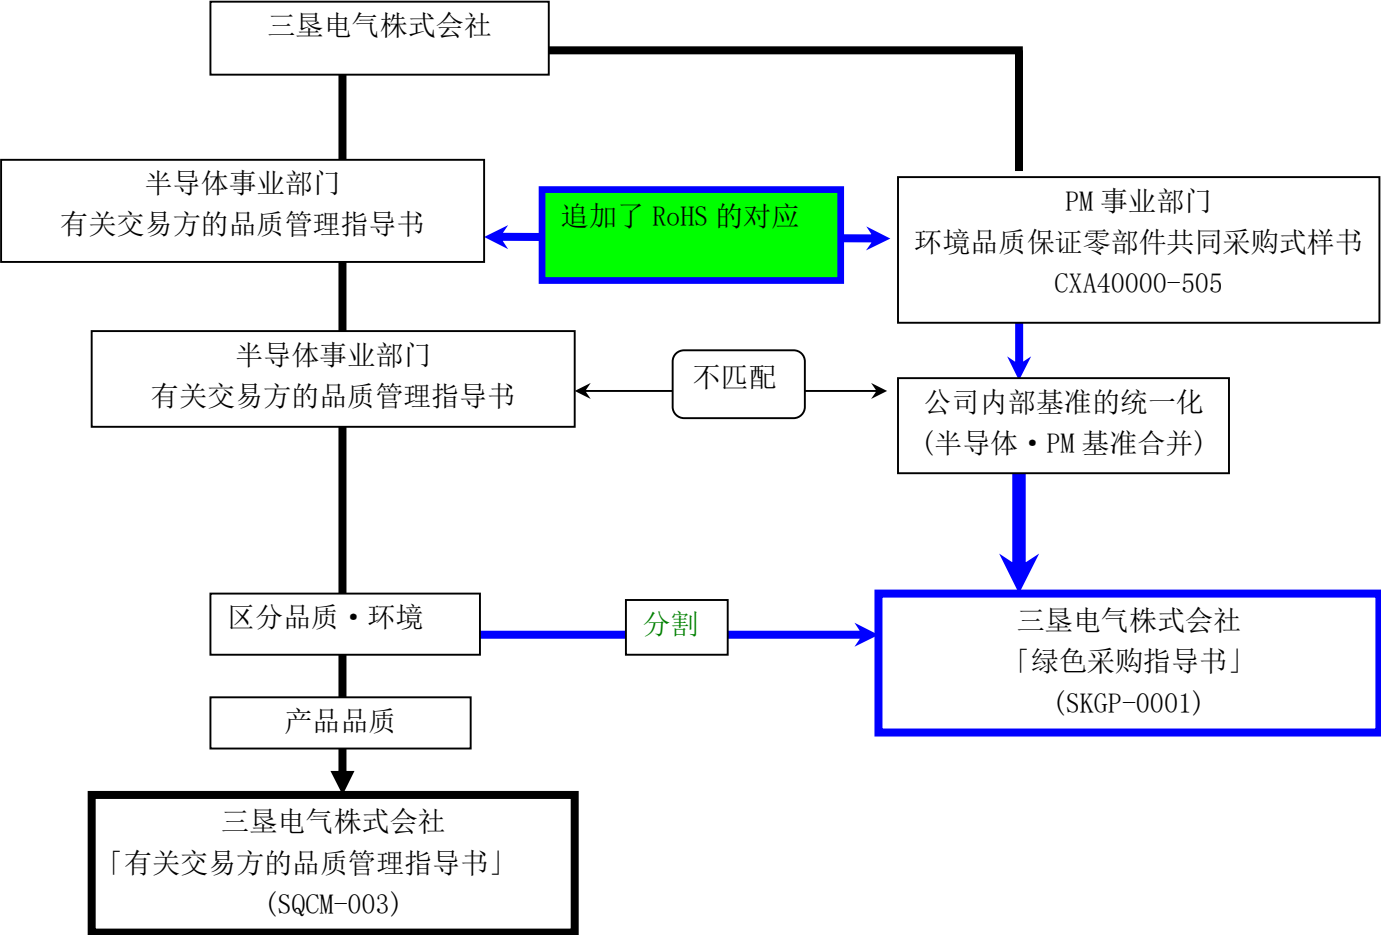 三垦电气株式会社
半导体事业部门
有关交易方的品质管理指导书
追加了 RoHS 的对应
PM 事业部门
环境品质保证零部件共同采购式样书
CXA40000-505
半导体事业部门
有关交易方的品质管理指导书
不匹配
公司内部基准的统一化
(半导体·PM 基准合并)
区分品质·环境
分割
三垦电气株式会社
「绿色采购指导书」
(SKGP-0001)
产品品质
三垦电气株式会社
「有关交易方的品质管理指导书」
(SQCM-003)